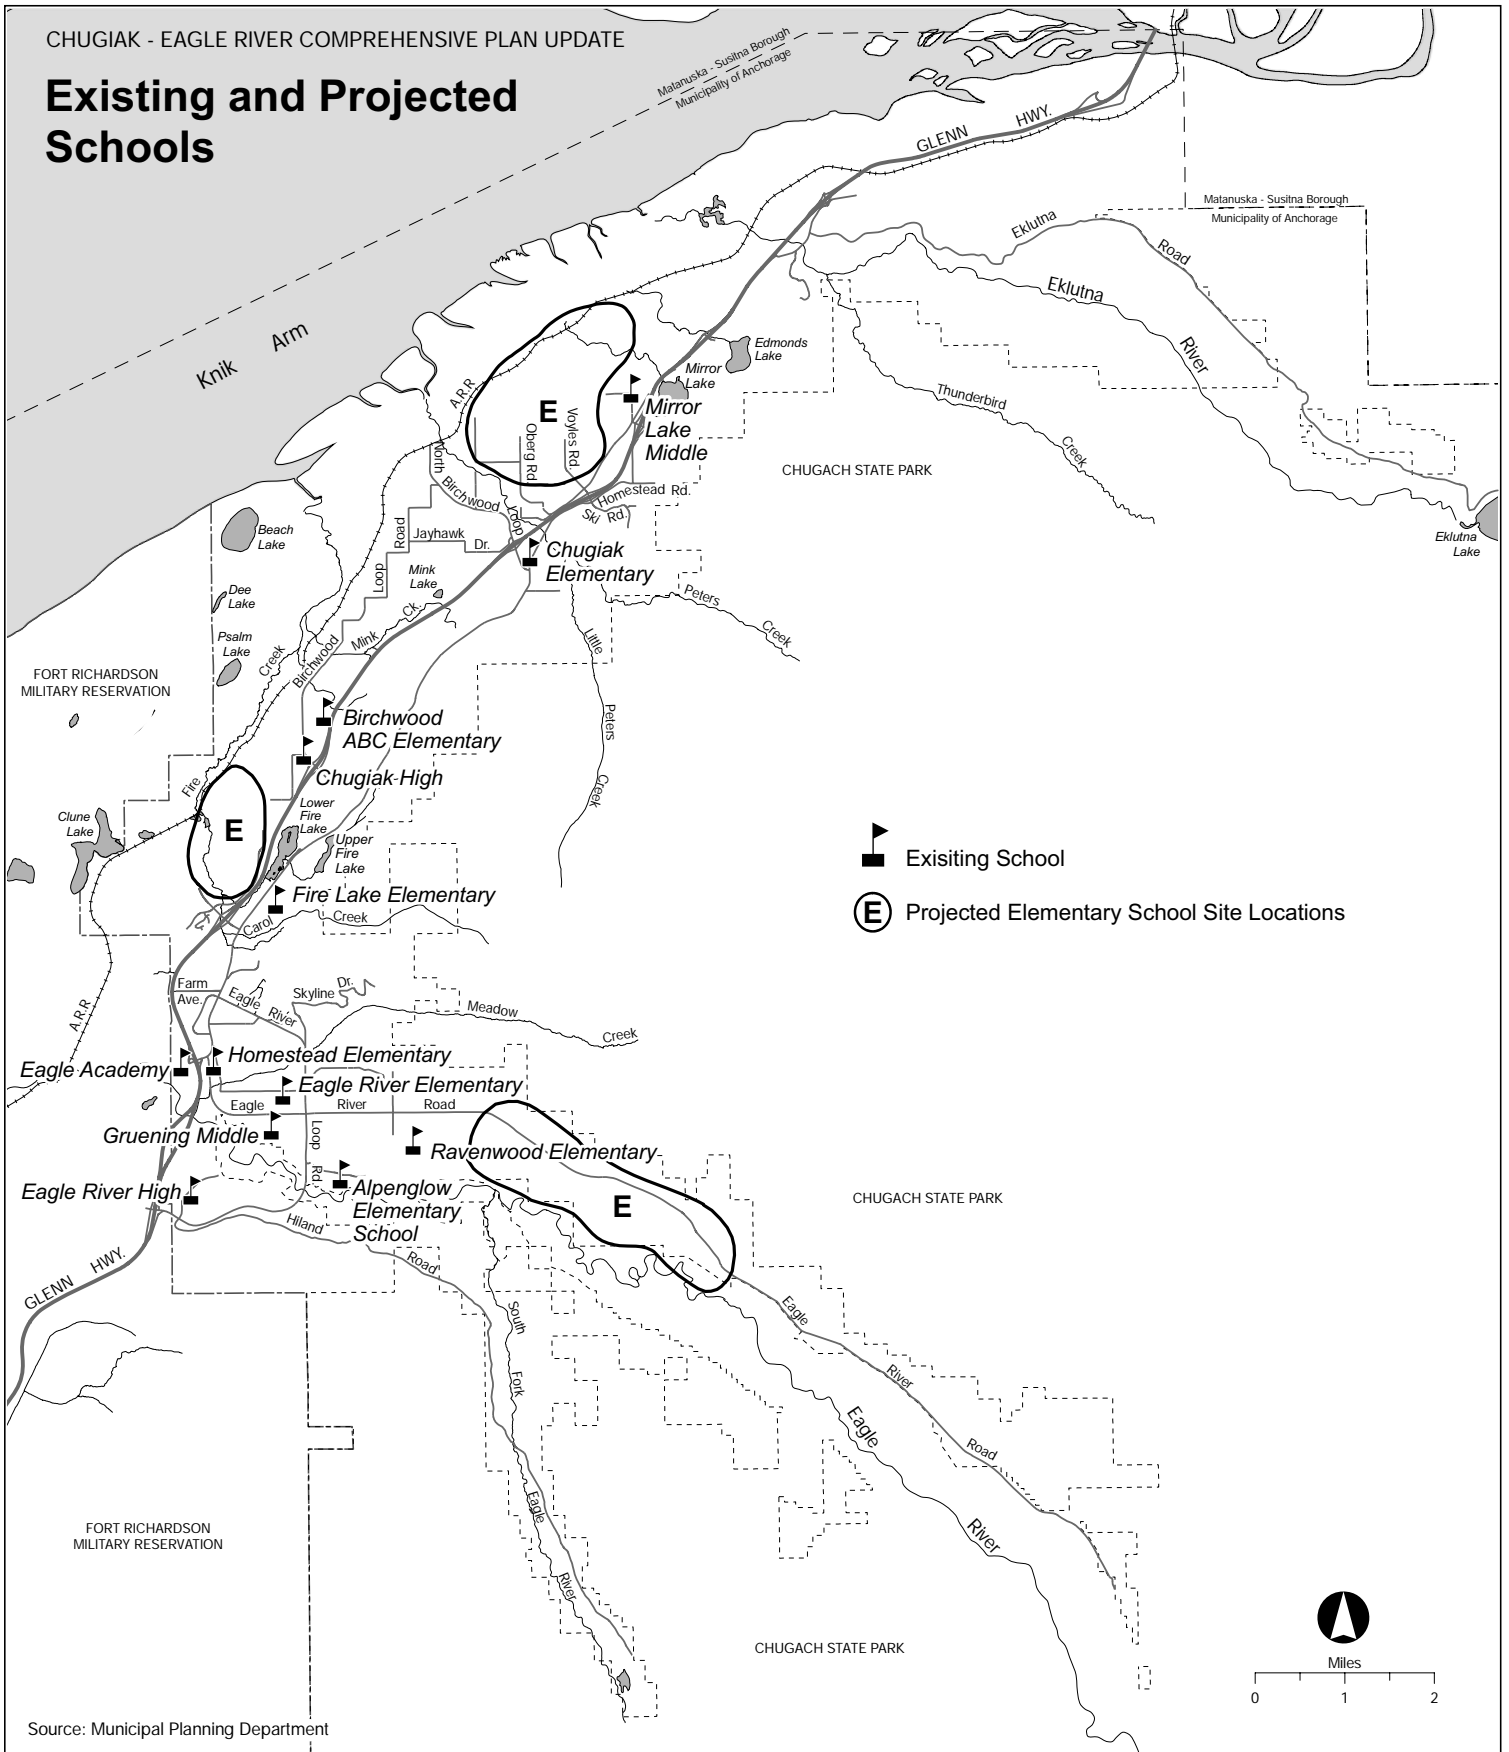 CHUGIAK - EAGLE RIVER COMPREHENSIVE PLAN UPDATE
Existing and Projected
Schools
Matanuska - Susitna Borough
Municipality of Anchorage
GLENN HWY.
Matanuska - Susitna Borough
Municipality of Anchorage
Eklutna Road
Eklutna River
Knik Arm
Edmonds
Lake
Mirror
Lake
A.R.R
E
Mirror
Lake
Middle
Thunderbird
Creek
Oberg Rd.
Voyles Rd.
North
Birchwood
Loop
CHUGACH STATE PARK
Homestead Rd.
Ski Rd.
Beach
Lake
Road
Jayhawk
Dr.
Eklutna
Lake
Chugiak
Elementary
Loop
Mink
Lake
Dee
Lake
Ck.
Peters
Creek
Psalm
Lake
Mink
Birchwood
Creek
Little
Peters
Creek
FORT RICHARDSON
MILITARY RESERVATION
Birchwood
ABC Elementary
Chugiak-High
Fire
Lower
Fire
Lake
Clune
Lake
E
Upper
Fire
Lake
Exisiting School
Fire Lake Elementary
E
Projected Elementary School Site Locations
Carol
Creek
Farm
Ave.
Eagle River
Skyline Dr.
Meadow
Creek
A.R.R
Homestead Elementary
Eagle Academy
Eagle River Elementary
Eagle River Road
Gruening Middle
Loop
Rd.
Ravenwood Elementary
Eagle River High
Alpenglow
Elementary
School
E
CHUGACH STATE PARK
Hiland
Road
GLENN HWY.
South
Fork
Eagle
River
Eagle
River
Road
Eagle
River
FORT RICHARDSON
MILITARY RESERVATION
CHUGACH STATE PARK
Miles
0 1 2
Source: Municipal Planning Department